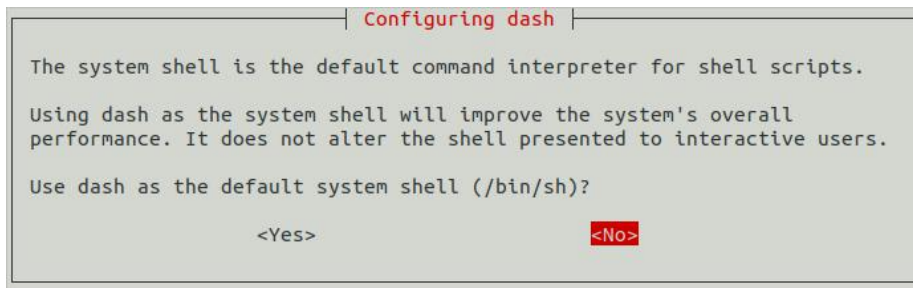 Configuring dash
The system shell is the default command interpreter for shell scripts.
Using dash as the system shell will improve the system's overall
performance. It does not alter the shell presented to interactive users.
Use dash as the default system shell (/bin/sh)?
<Yes> <No>